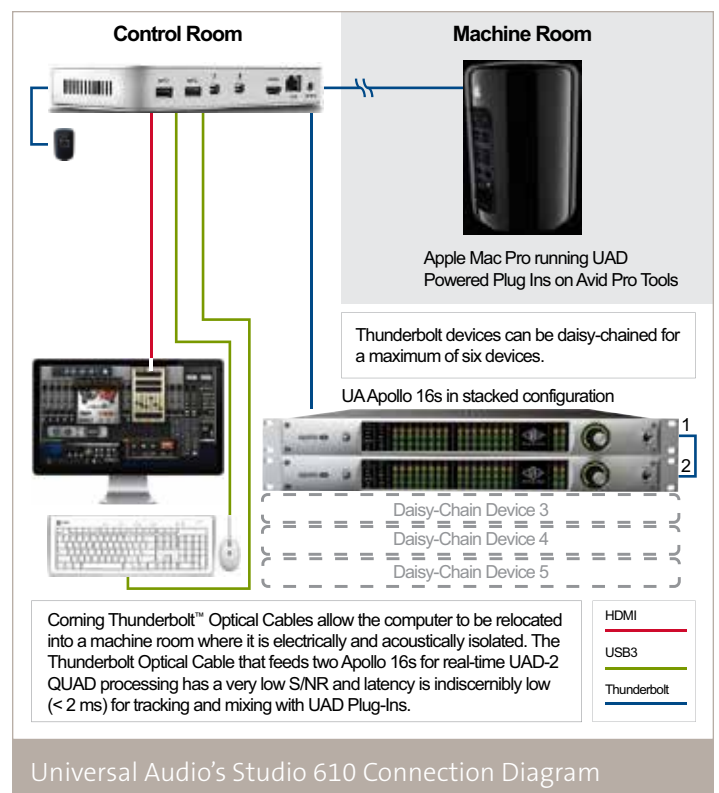 Control Room
Machine Room
Apple Mac Pro running UAD
Powered Plug Ins on Avid Pro Tools
Thunderbolt devices can be daisy-chained for
a maximum of six devices.
UA Apollo 16s in stacked configuration
1
2
Daisy-Chain Device 3
Daisy-Chain Device 4
Daisy-Chain Device 5
Corning Thunderbolt™ Optical Cables allow the computer to be relocated
into a machine room where it is electrically and acoustically isolated. The
Thunderbolt Optical Cable that feeds two Apollo 16s for real-time UAD-2
QUAD processing has a very low S/NR and latency is indiscernibly low
(< 2 ms) for tracking and mixing with UAD Plug-Ins.
HDMI
USB3
Thunderbolt
Universal Audio's Studio 610 Connection Diagram